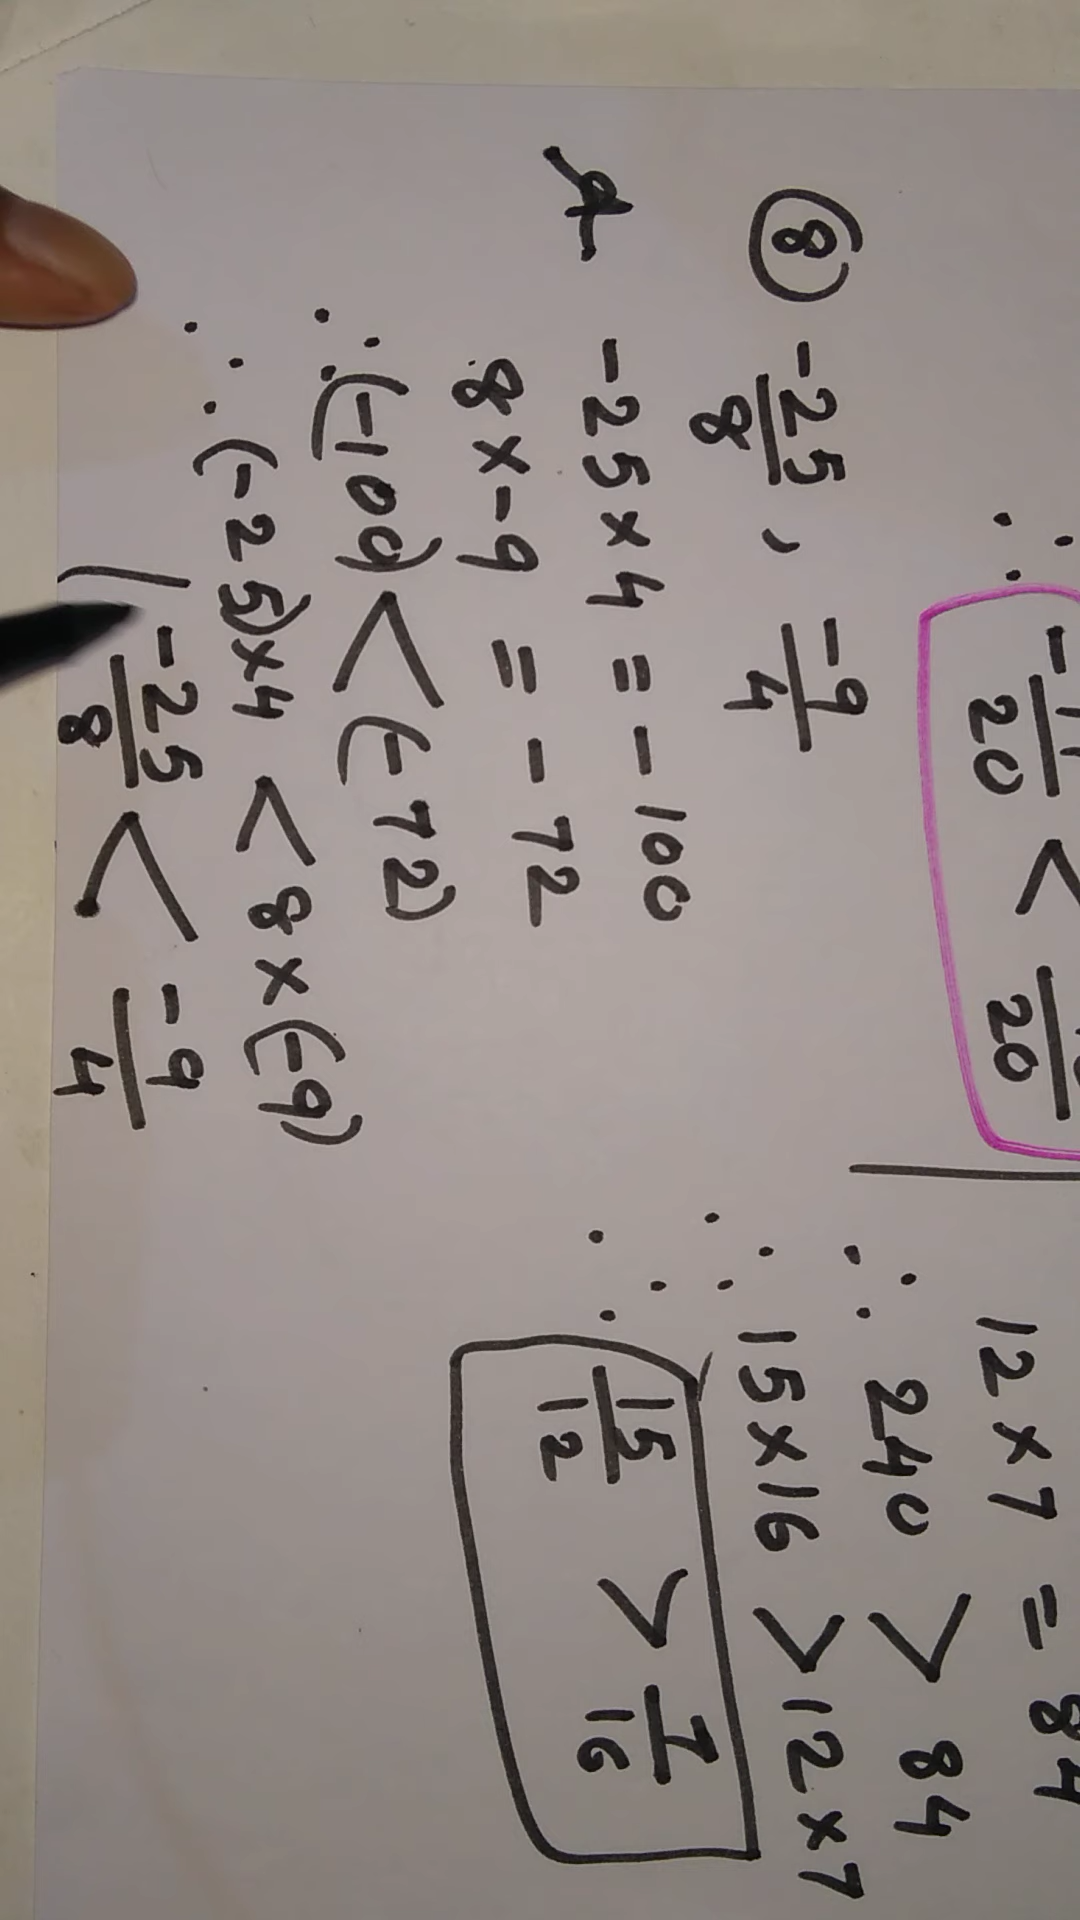 ∴ -11/20 < /20
⑧ -25/8 , -9/4
A -25×4 = -100
8×-9 = -72
∴ (-100) < (-72)
∴ (-25)×4 < 8×(-9)
-25/8 < -9/4
12×7 = 84
∴ 240 > 84
∴ 15×16 > 12×7
∴ 15/12 > 7/16